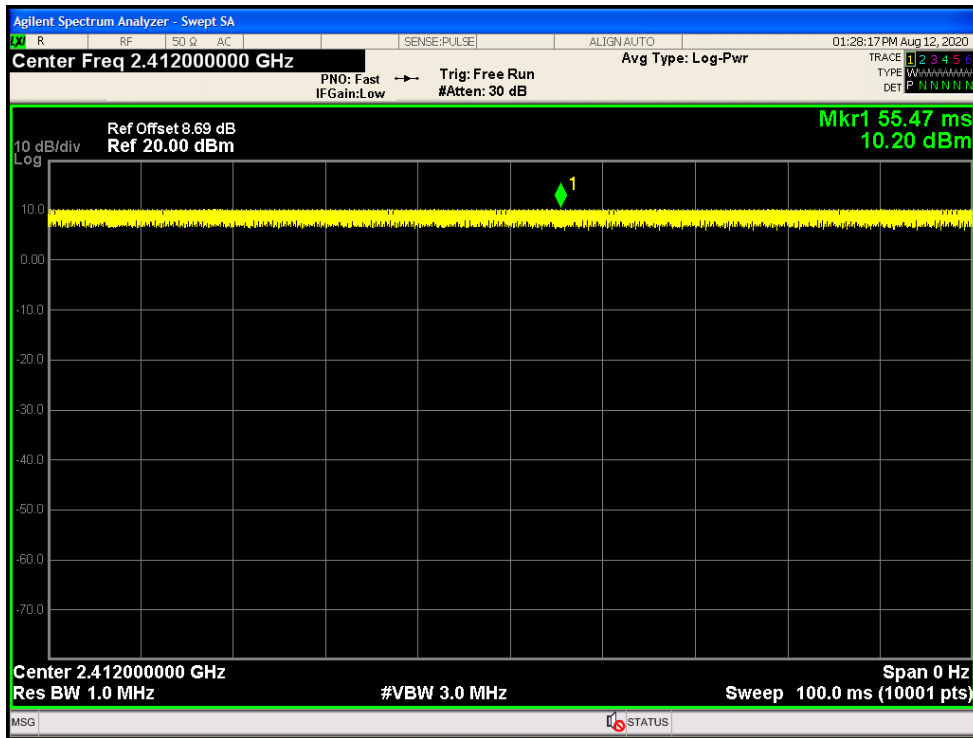 Agilent Spectrum Analyzer - Swept SA
LXI R RF 50 Ω AC SENSE:PULSE ALIGN AUTO 01:28:17 PM Aug 12, 2020
Center Freq 2.412000000 GHz
PNO: Fast
IFGain:Low
Trig: Free Run
#Atten: 30 dB
Avg Type: Log-Pwr
TRACE 1 2 3 4 5 6
TYPE WWWWWW
DET P N N N N N
Mkr1 55.47 ms
10.20 dBm
Ref Offset 8.69 dB
10 dB/div Ref 20.00 dBm
Log
1
10.0
0.00
-10.0
-20.0
-30.0
-40.0
-50.0
-60.0
-70.0
Center 2.412000000 GHz Span 0 Hz
Res BW 1.0 MHz #VBW 3.0 MHz Sweep 100.0 ms (10001 pts)
MSG STATUS